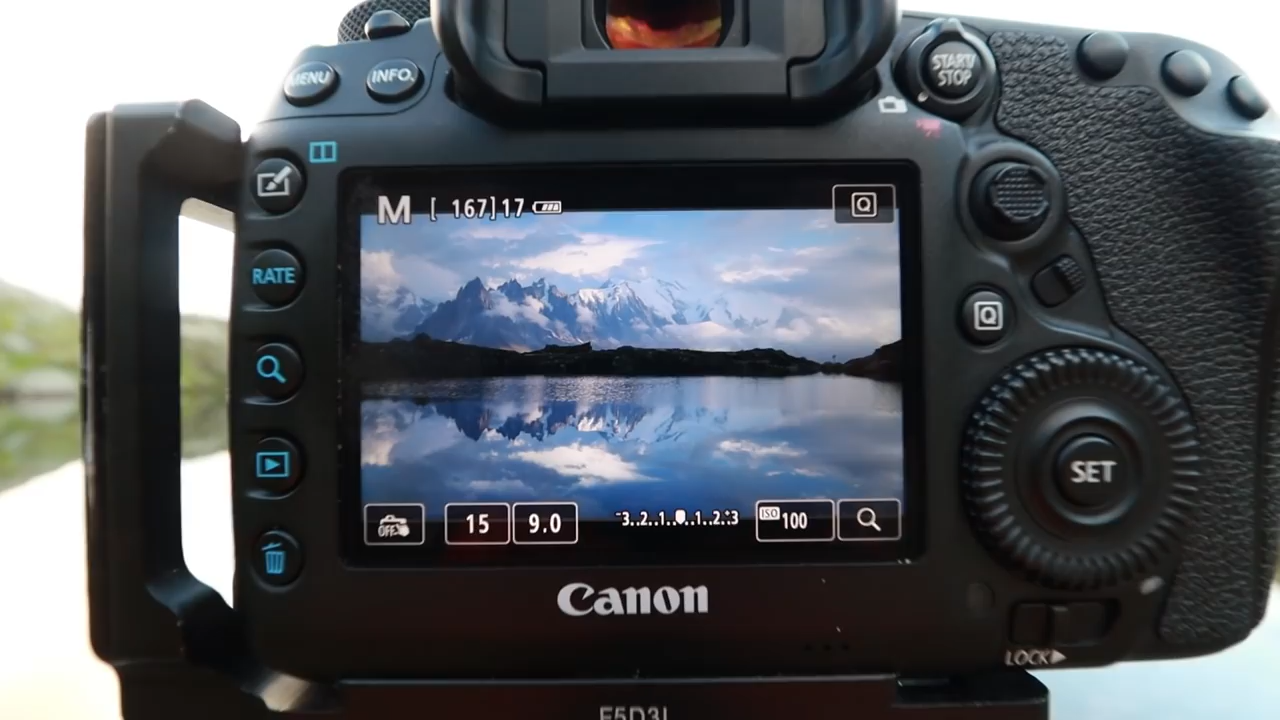 MENU
INFO.
START/
STOP
M [ 167]17
Q
RATE
Q
SET
OFF
15
9.0
-3..2..1..0..1..2.:+3
ISO
100
Canon
LOCK▶